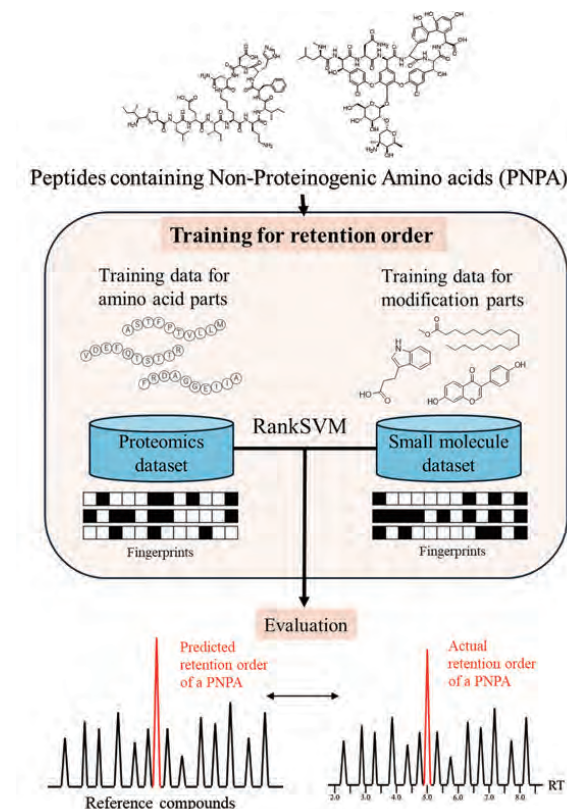 Peptides containing Non-Proteinogenic Amino acids (PNPA)
Training for retention order
Training data for
amino acid parts
Training data for
modification parts
ASTFPTVLLM
VDEFQTSTTR
FRDAGGETTA
RankSVM
Proteomics
dataset
Small molecule
dataset
Fingerprints
Fingerprints
Evaluation
Predicted
retention order
of a PNPA
Actual
retention order
of a PNPA
RT
2.0 3.0 4.0 5.0 6.0 7.0 8.0
Reference compounds